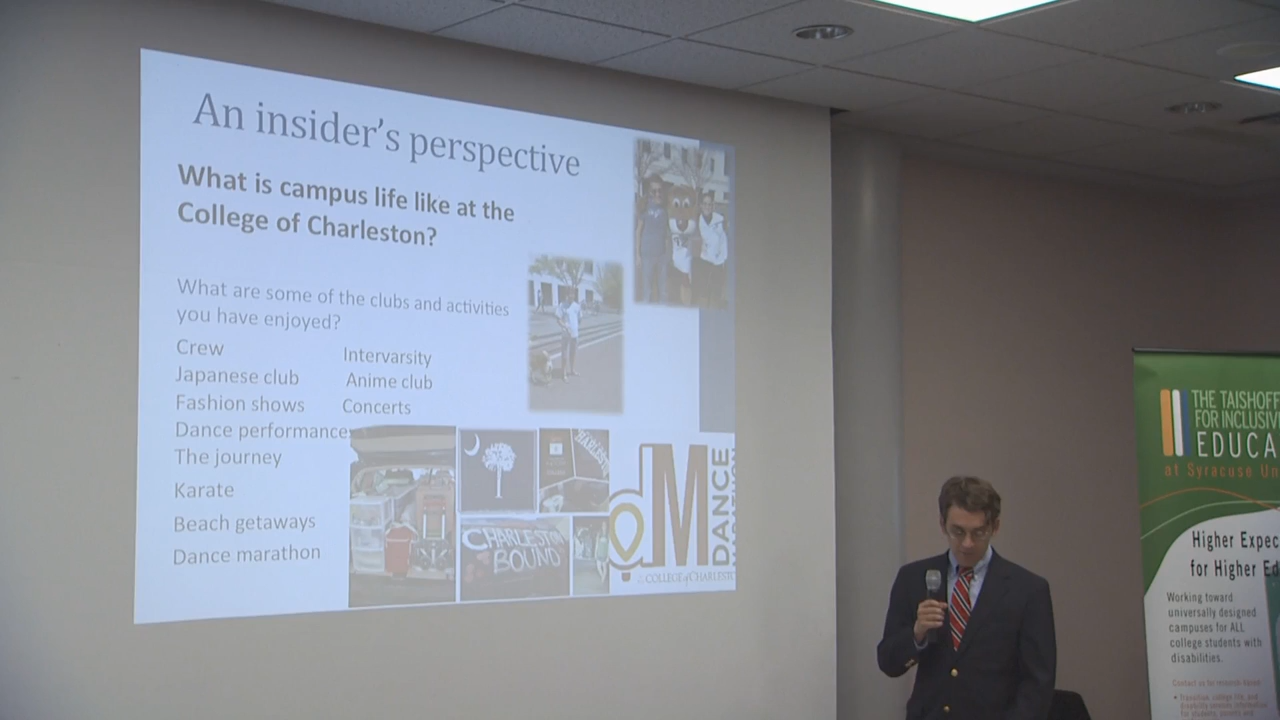 An insider's perspective
What is campus life like at the
College of Charleston?
What are some of the clubs and activities
you have enjoyed?
Crew
Intervarsity
Japanese club
Anime club
Fashion shows
Concerts
Dance performance
The journey
Karate
Beach getaways
Dance marathon
CHARLESTON
BOUND
dM
DANCE
MARATHON
COLLEGE of CHARLESTON
THE TAISHOFF
FOR INCLUSIVE
EDUCA
at Syracuse Un
Higher Expec
for Higher Ed
Working toward
universally designed
campuses for ALL
college students with
disabilities.